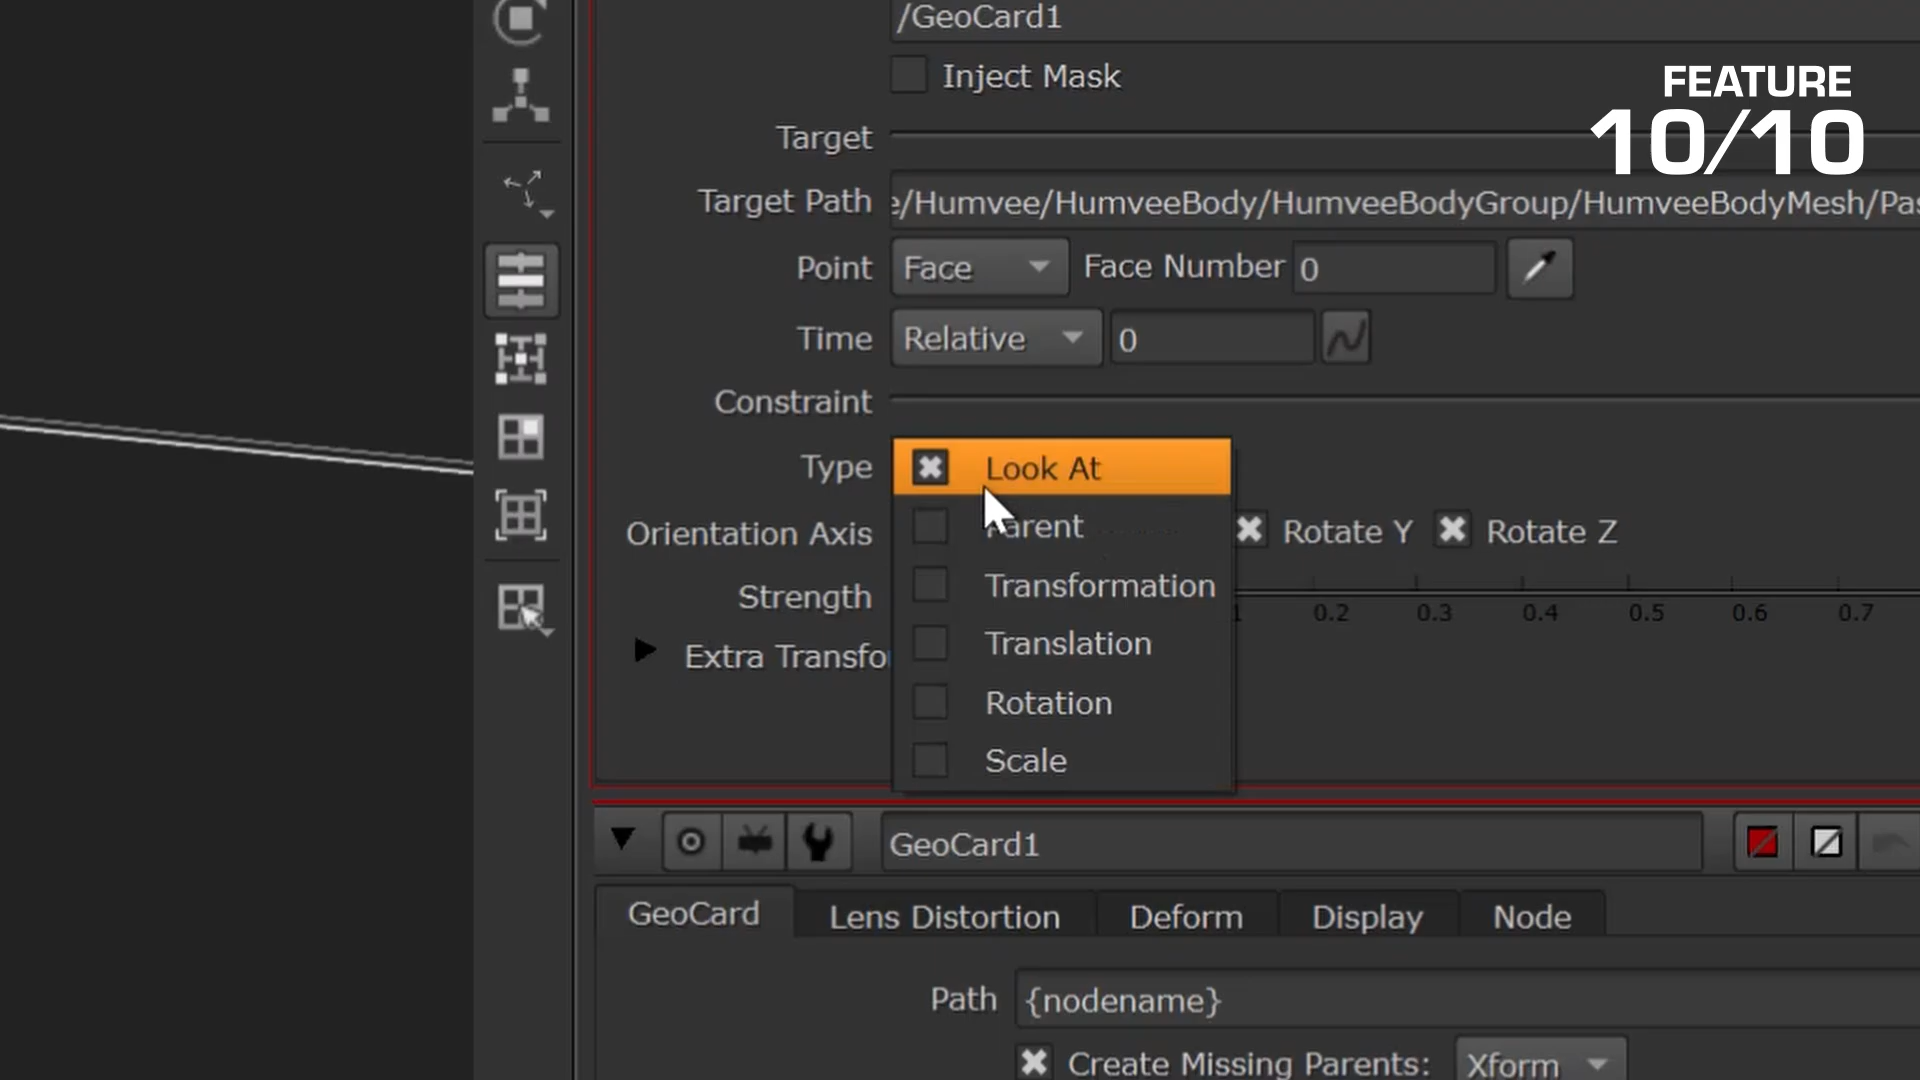 /GeoCard1
Inject Mask
FEATURE
10/10
Target
Target Path e/Humvee/HumveeBody/HumveeBodyGroup/HumveeBodyMesh/Pas
Point Face Face Number 0
Time Relative 0
Constraint
Type Look At
Parent
Orientation Axis Rotate Y Rotate Z
Transformation
Strength 1 0.2 0.3 0.4 0.5 0.6 0.7
Translation
Extra Transfo
Rotation
Scale
GeoCard1
GeoCard Lens Distortion Deform Display Node
Path {nodename}
Create Missing Parents: Xform